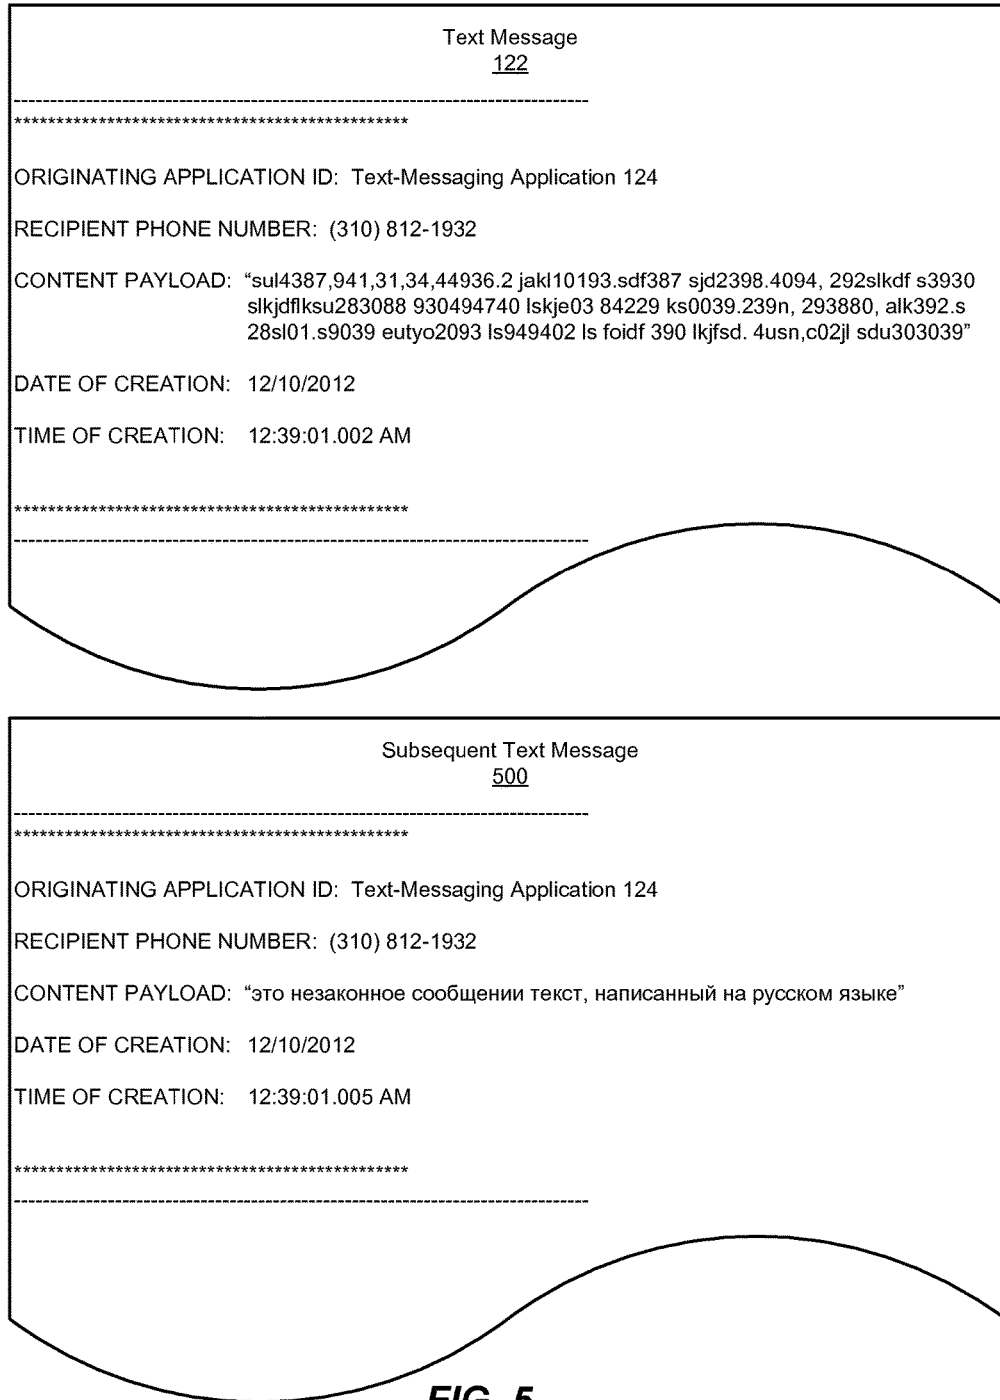 Text Message
122
--------------------------------------------------------------------------------
***********************************************
ORIGINATING APPLICATION ID: Text-Messaging Application 124
RECIPIENT PHONE NUMBER: (310) 812-1932
CONTENT PAYLOAD: “sul4387,941,31,34,44936.2 jakl10193.sdf387 sjd2398.4094, 292slkdf s3930
slkjdflksu283088 930494740 lskje03 84229 ks0039.239n, 293880, alk392.s
28sl01.s9039 eutyo2093 ls949402 ls foidf 390 lkjfsd. 4usn,c02jl sdu303039”
DATE OF CREATION: 12/10/2012
TIME OF CREATION: 12:39:01.002 AM
***********************************************
--------------------------------------------------------------------------------
Subsequent Text Message
500
--------------------------------------------------------------------------------
***********************************************
ORIGINATING APPLICATION ID: Text-Messaging Application 124
RECIPIENT PHONE NUMBER: (310) 812-1932
CONTENT PAYLOAD: “это незаконное сообщении текст, написанный на русском языке”
DATE OF CREATION: 12/10/2012
TIME OF CREATION: 12:39:01.005 AM
***********************************************
--------------------------------------------------------------------------------
FIG. 5